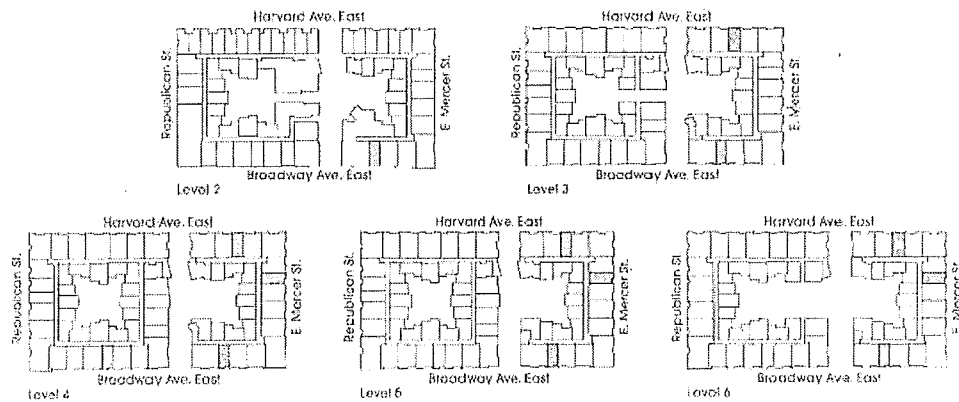 Harvard Ave. East
Republican St.
E. Mercer St.
Broadway Ave. East
Level 2
Harvard Ave. East
Republican St.
E. Mercer St.
Broadway Ave. East
Level 3
Harvard Ave. East
Republican St.
E. Mercer St.
Broadway Ave. East
Level 4
Harvard Ave. East
Republican St.
E. Mercer St.
Broadway Ave. East
Level 5
Harvard Ave. East
Republican St.
E. Mercer St.
Broadway Ave. East
Level 6